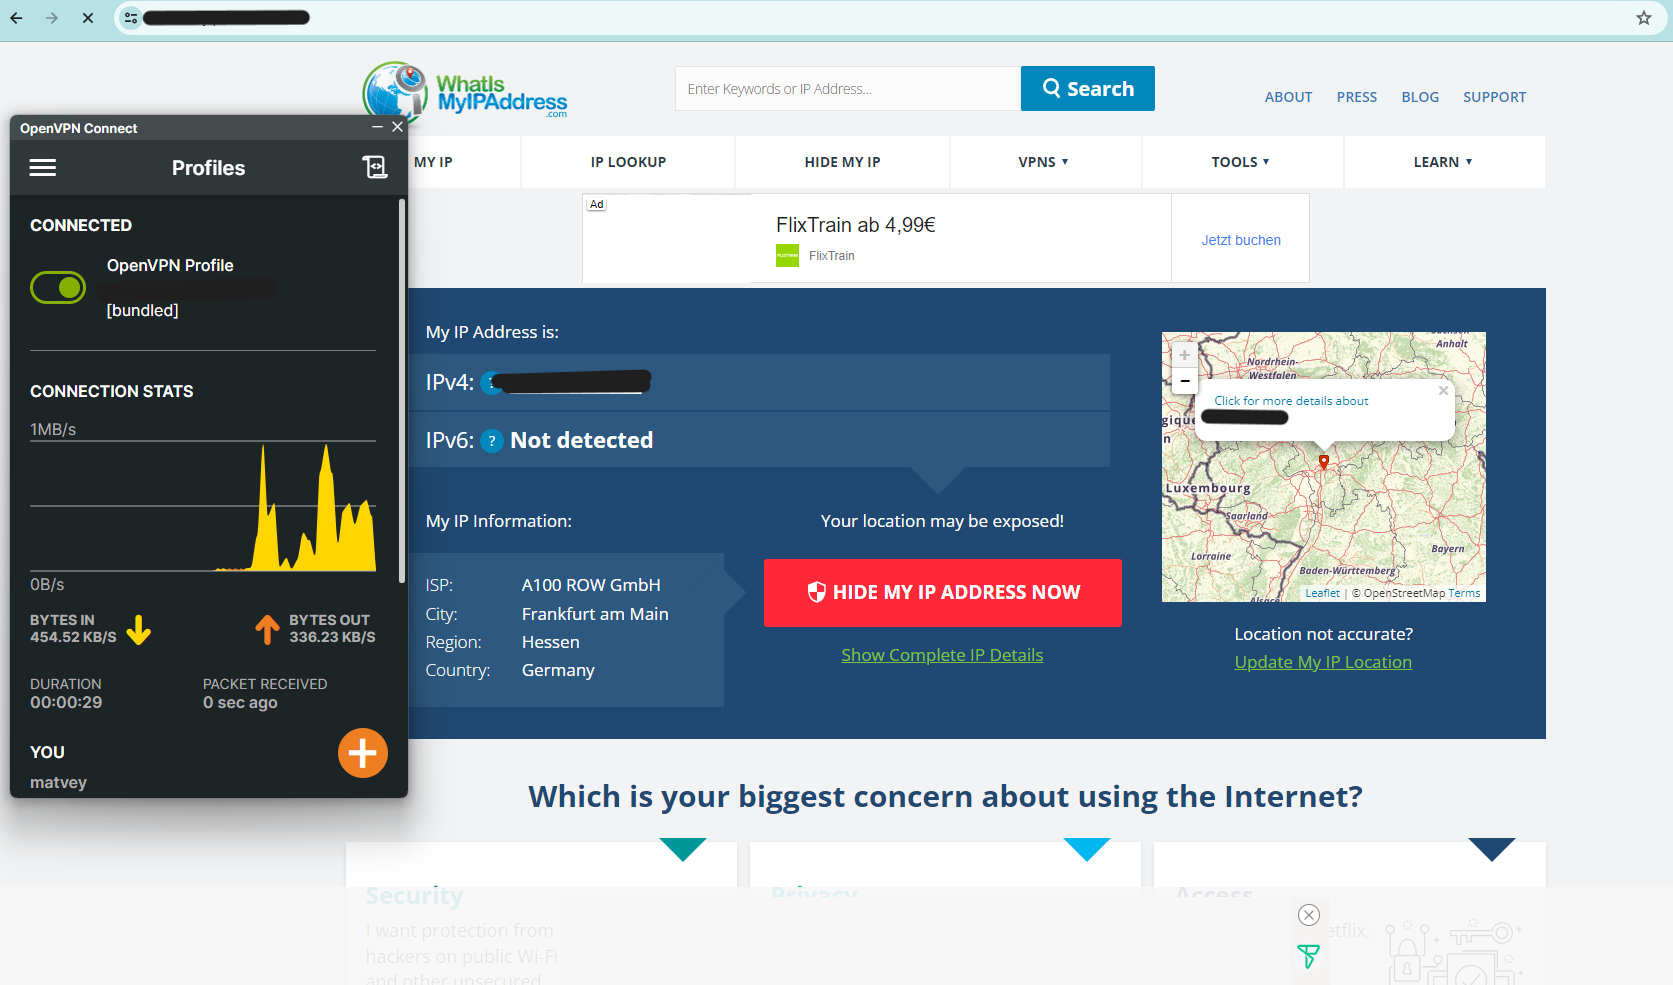 WhatIs
MyIPAddress
.com
Enter Keywords or IP Address...
Search
ABOUT
PRESS
BLOG
SUPPORT
MY IP
IP LOOKUP
HIDE MY IP
VPNS
TOOLS
LEARN
Ad
FlixTrain ab 4,99€
FLIXTRAIN
FlixTrain
Jetzt buchen
OpenVPN Connect
Profiles
CONNECTED
OpenVPN Profile
[bundled]
CONNECTION STATS
1MB/s
0B/s
BYTES IN
454.52 KB/S
BYTES OUT
336.23 KB/S
DURATION
00:00:29
PACKET RECEIVED
0 sec ago
YOU
matvey
My IP Address is:
IPv4: ?
IPv6: ? Not detected
My IP Information:
ISP: A100 ROW GmbH
City: Frankfurt am Main
Region: Hessen
Country: Germany
Your location may be exposed!
HIDE MY IP ADDRESS NOW
Show Complete IP Details
Anhalt
Nordrhein-
Westfalen
Click for more details about
Luxembourg
Saarland
Lorraine
Bayern
Baden-Württemberg
Leaflet | © OpenStreetMap Terms
Location not accurate?
Update My IP Location
Which is your biggest concern about using the Internet?
Security
I want protection from
hackers on public Wi-Fi
and other unsecured
Privacy
Access
etflix,